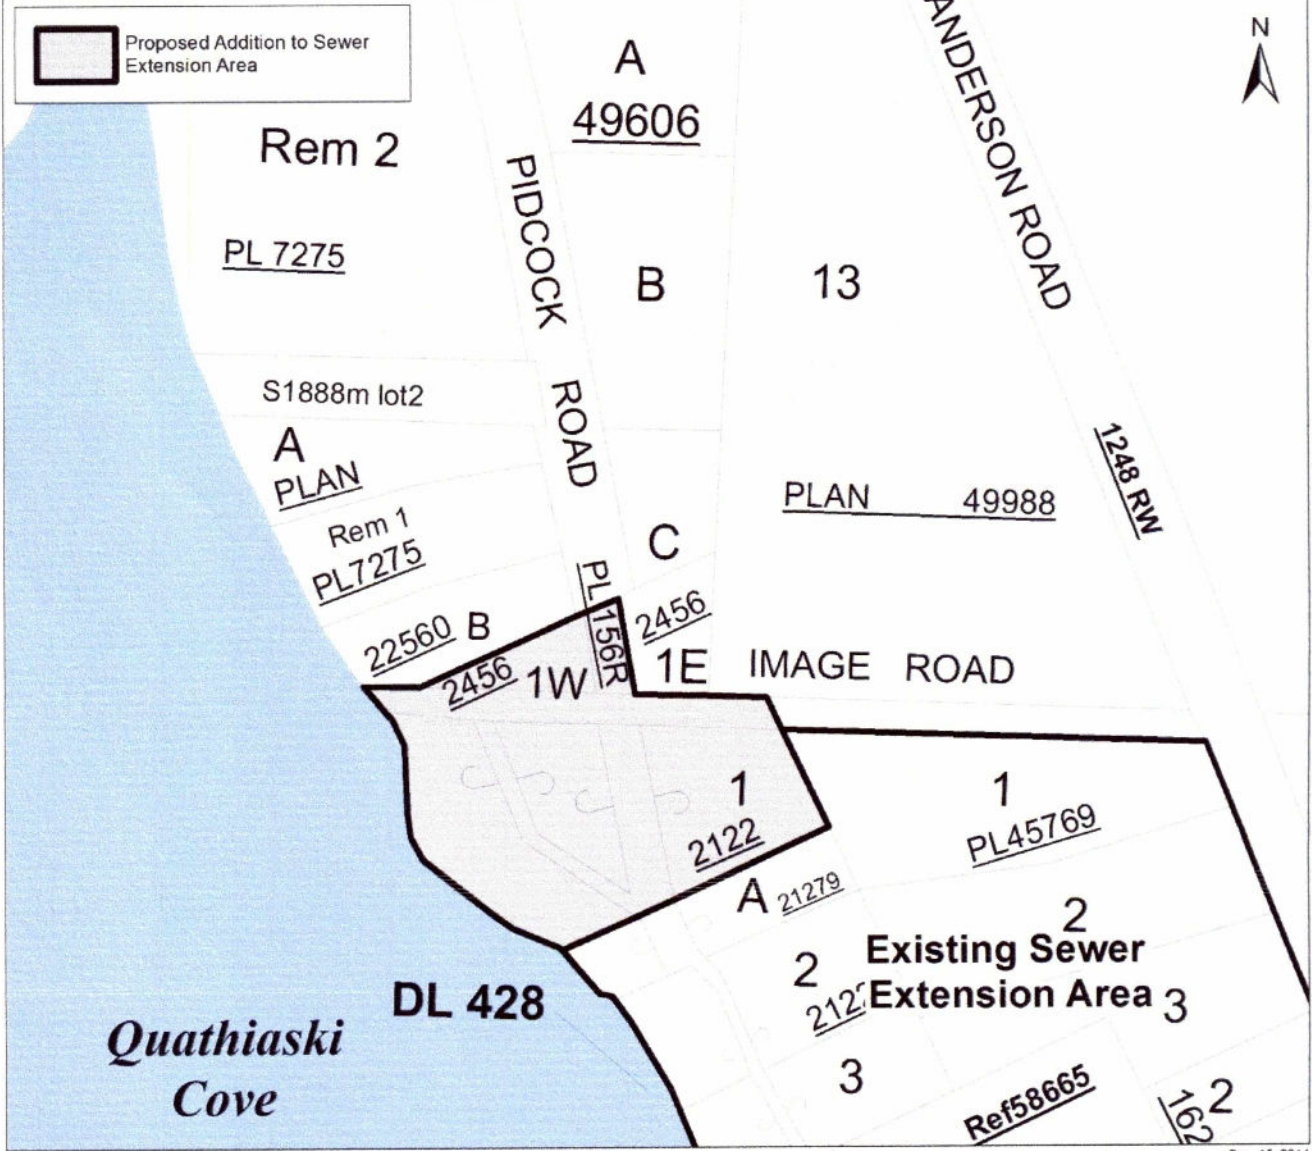 Proposed Addition to Sewer
Extension Area
N
A
49606
ANDERSON ROAD
Rem 2
PIDCOCK ROAD
PL 7275
B
13
S1888m lot2
A
PLAN
1248 RW
PLAN 49988
Rem 1
PL7275
C
PL 156R
2456
22560 B
2456
1W
1E
IMAGE ROAD
1
2122
1
PL45769
A 21279
2
Existing Sewer
Extension Area
2
3
DL 428
Quathiaski
Cove
3
Ref58665
162
2